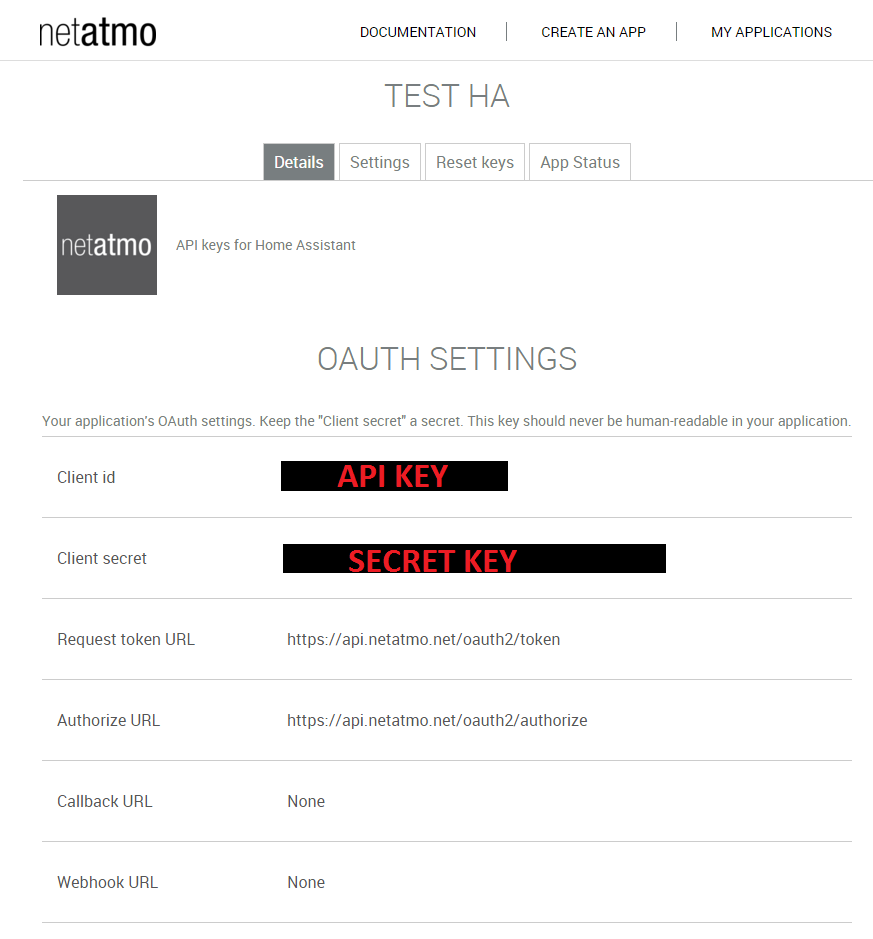 netatmo
DOCUMENTATION CREATE AN APP MY APPLICATIONS
TEST HA
Details Settings Reset keys App Status
netatmo
API keys for Home Assistant
OAUTH SETTINGS
Your application's OAuth settings. Keep the "Client secret" a secret. This key should never be human-readable in your application.
Client id API KEY
Client secret SECRET KEY
Request token URL https://api.netatmo.net/oauth2/token
Authorize URL https://api.netatmo.net/oauth2/authorize
Callback URL None
Webhook URL None